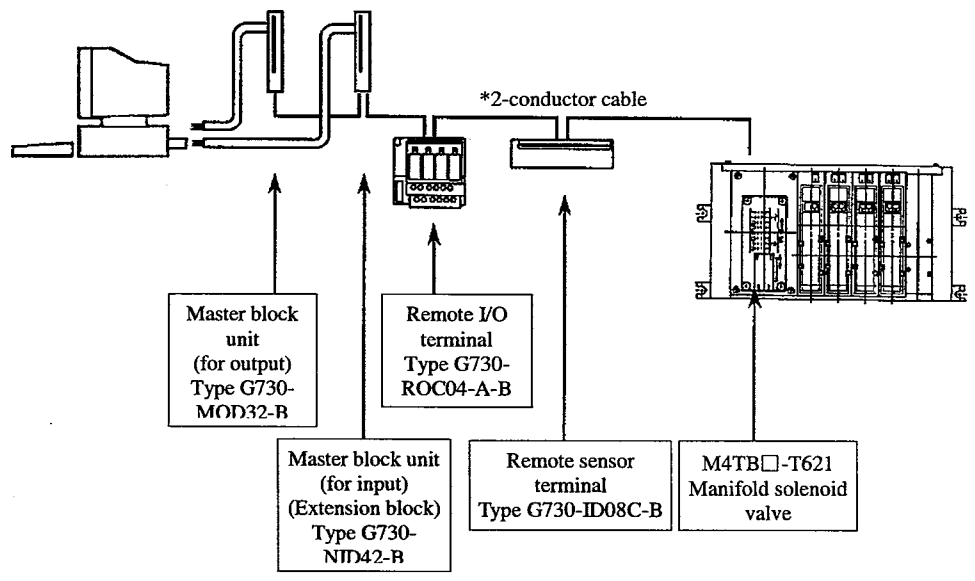 *2-conductor cable
Master block
unit
(for output)
Type G730-
MOD32-B
Remote I/O
terminal
Type G730-
ROC04-A-B
Master block unit
(for input)
(Extension block)
Type G730-
NID42-B
Remote sensor
terminal
Type G730-ID08C-B
M4TB□-T621
Manifold solenoid
valve